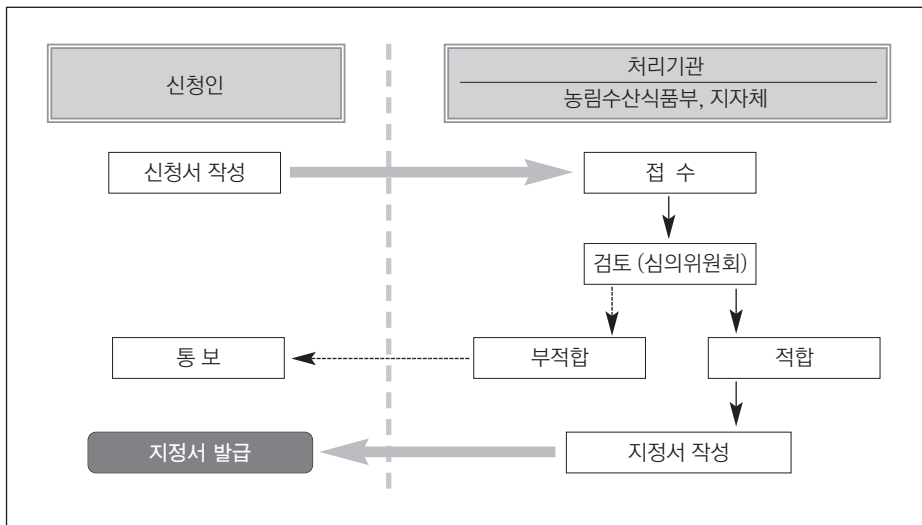 신청인
처리기관
농림수산식품부, 지자체
신청서 작성
접 수
검토 (심의위원회)
통 보
부적합
적합
지정서 발급
지정서 작성